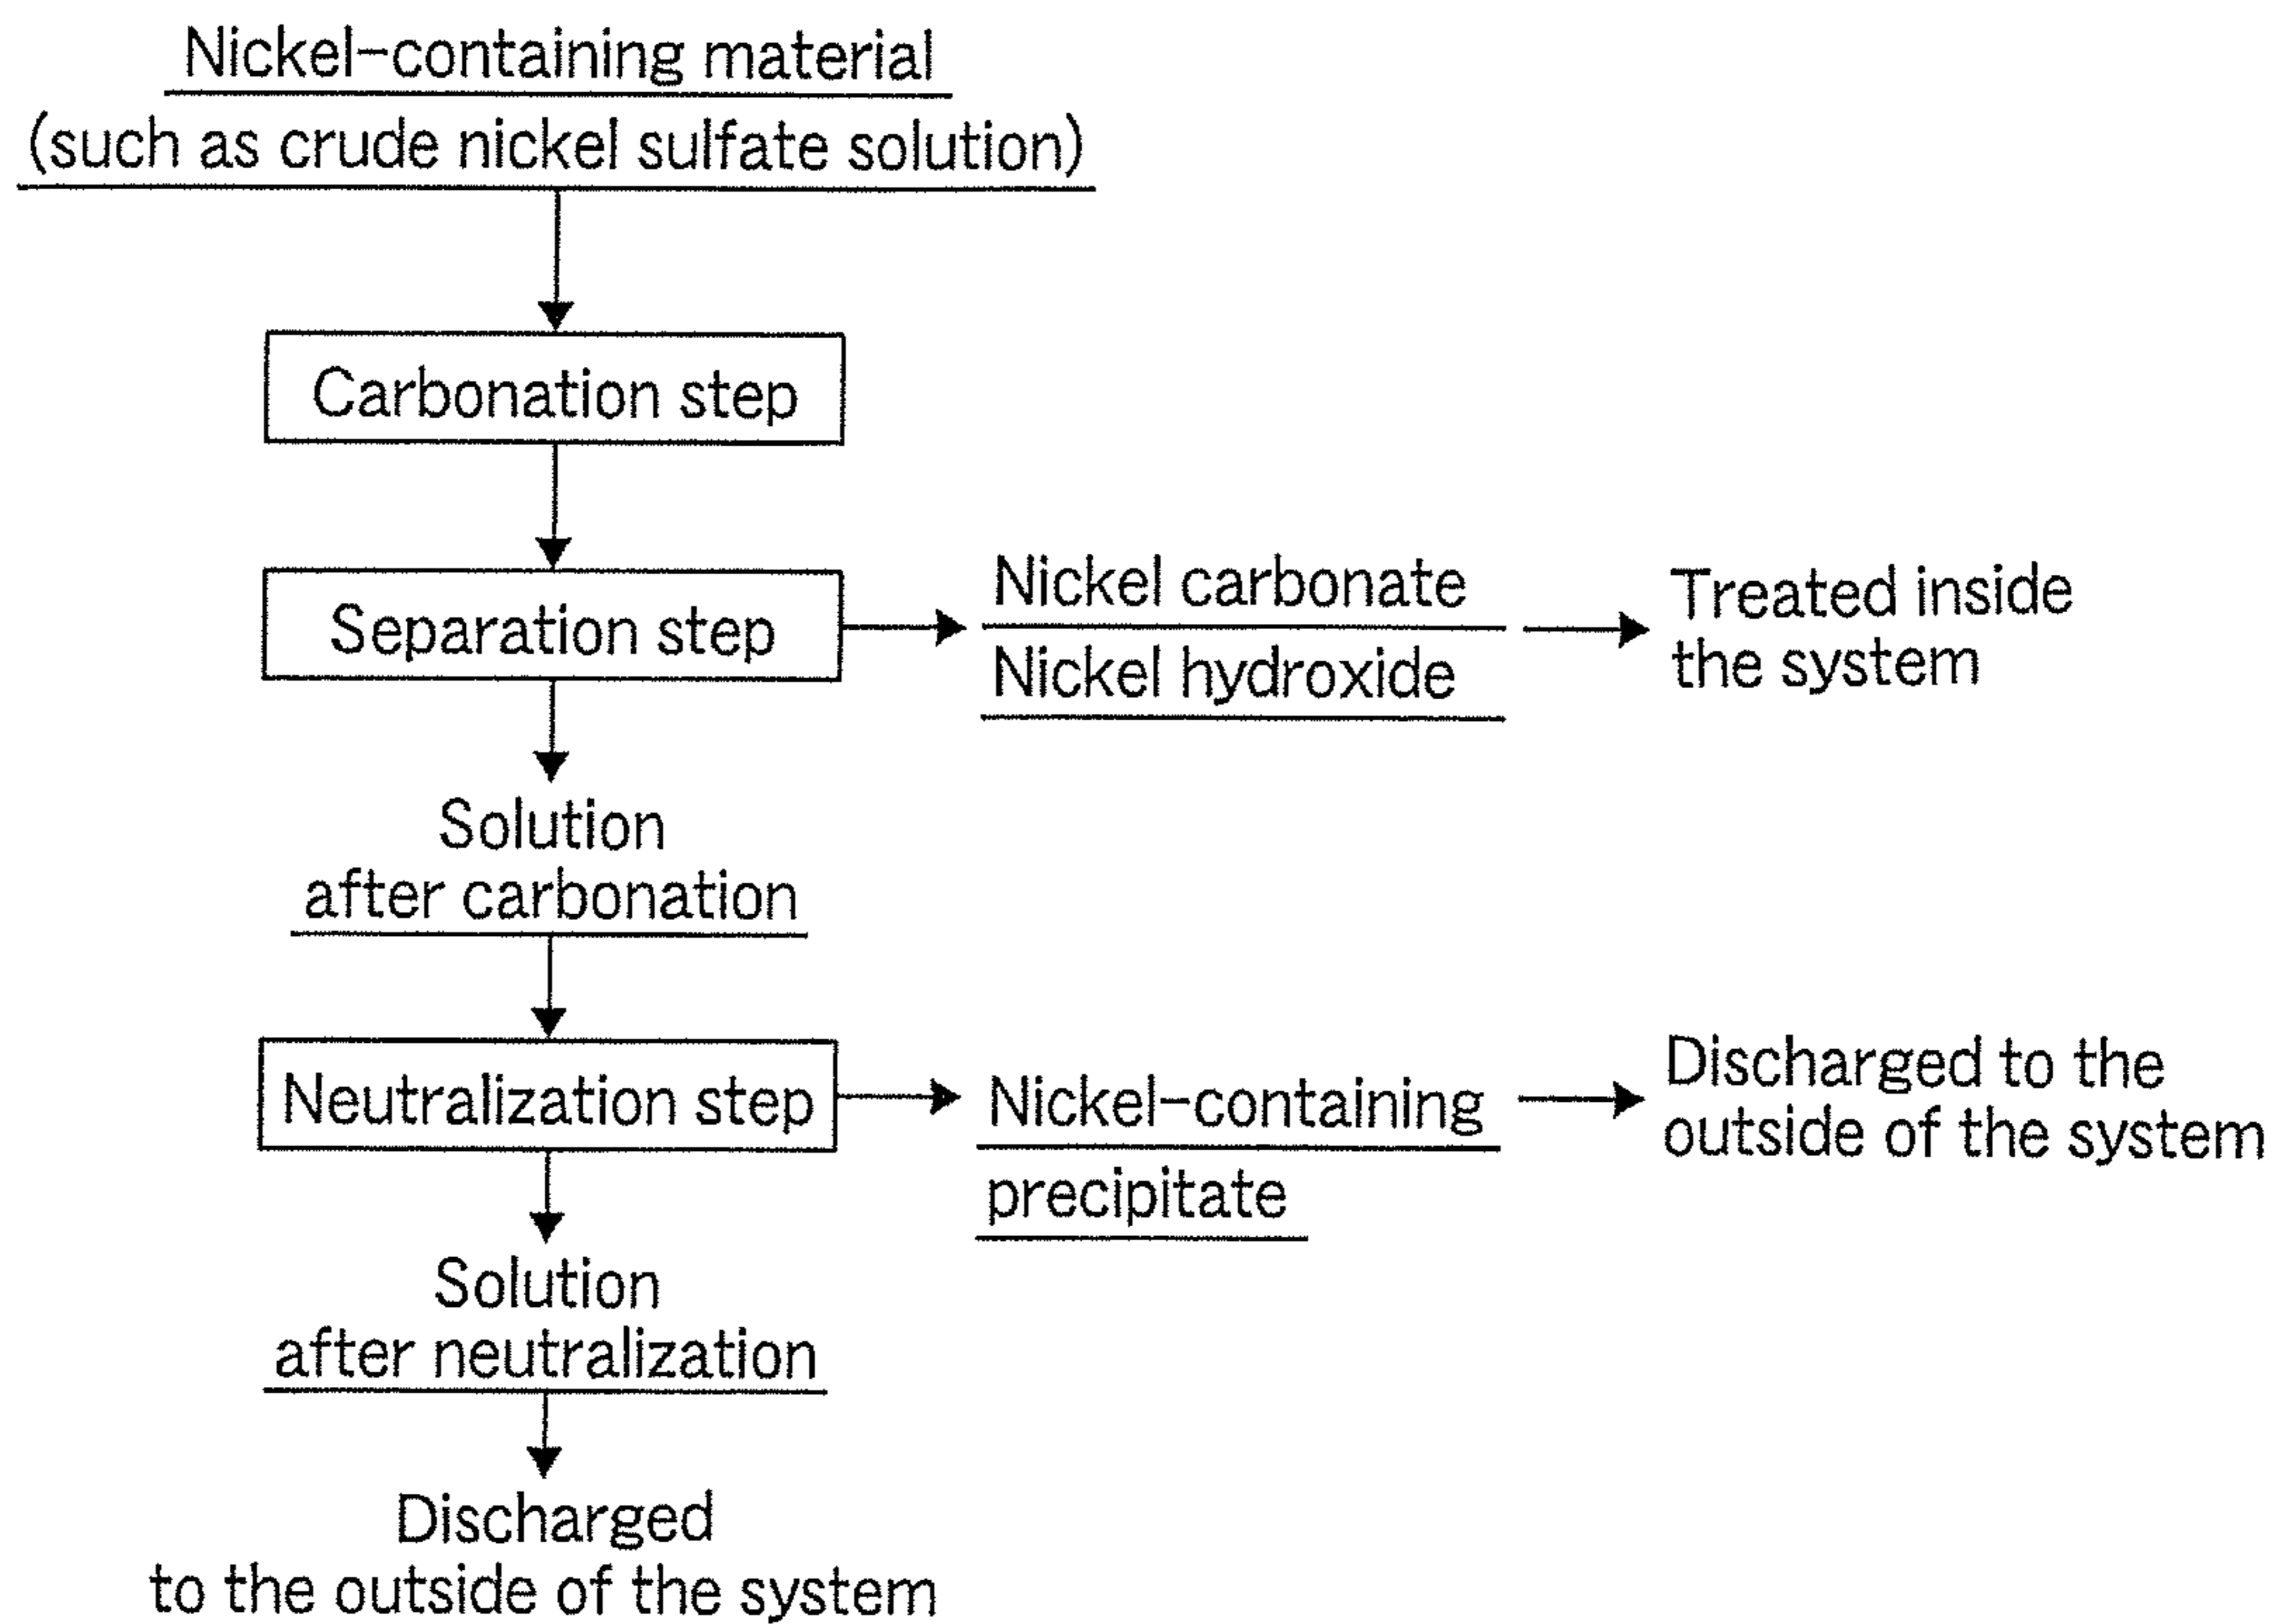 Nickel-containing material
(such as crude nickel sulfate solution)
Carbonation step
Separation step
Nickel carbonate
Nickel hydroxide
Treated inside
the system
Solution
after carbonation
Neutralization step
Nickel-containing
precipitate
Discharged to the
outside of the system
Solution
after neutralization
Discharged
to the outside of the system